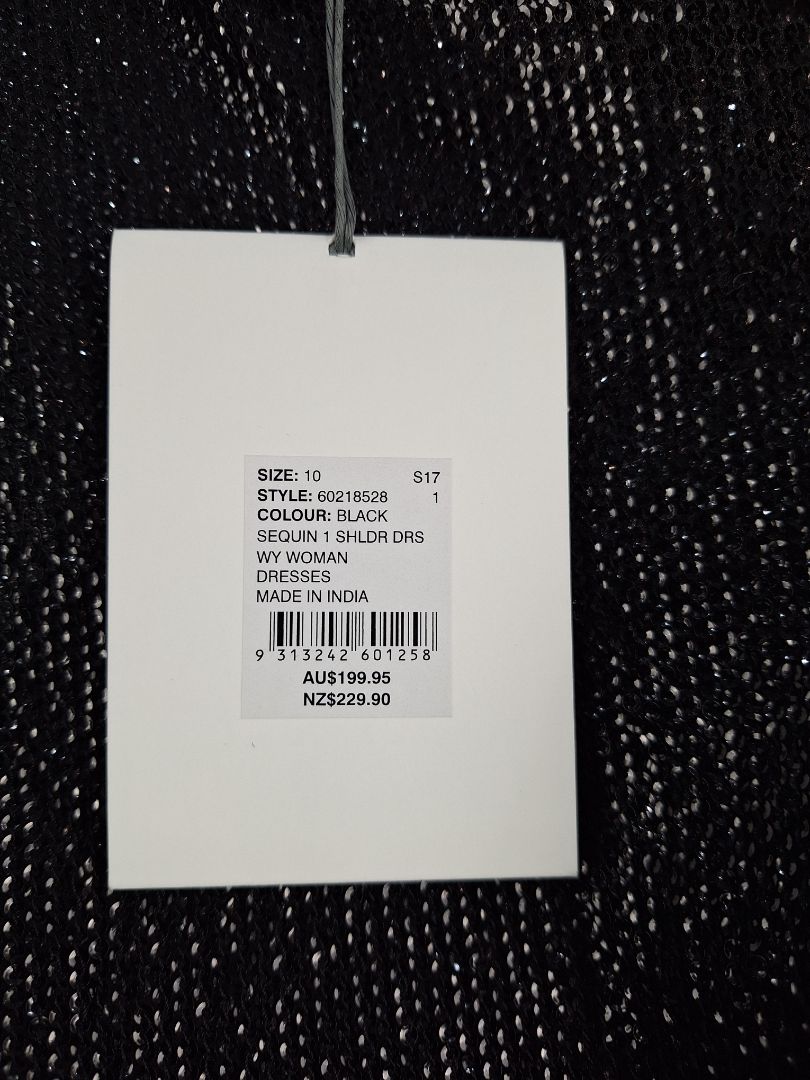 SIZE: 10 S17
STYLE: 60218528 1
COLOUR: BLACK
SEQUIN 1 SHLDR DRS
WY WOMAN
DRESSES
MADE IN INDIA
9 313242 601258
AU$199.95
NZ$229.90